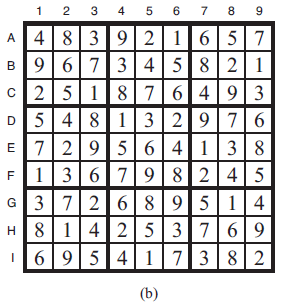 1 2 3 4 5 6 7 8 9
A 4 8 3 9 2 1 6 5 7
B 9 6 7 3 4 5 8 2 1
C 2 5 1 8 7 6 4 9 3
D 5 4 8 1 3 2 9 7 6
E 7 2 9 5 6 4 1 3 8
F 1 3 6 7 9 8 2 4 5
G 3 7 2 6 8 9 5 1 4
H 8 1 4 2 5 3 7 6 9
I 6 9 5 4 1 7 3 8 2
(b)